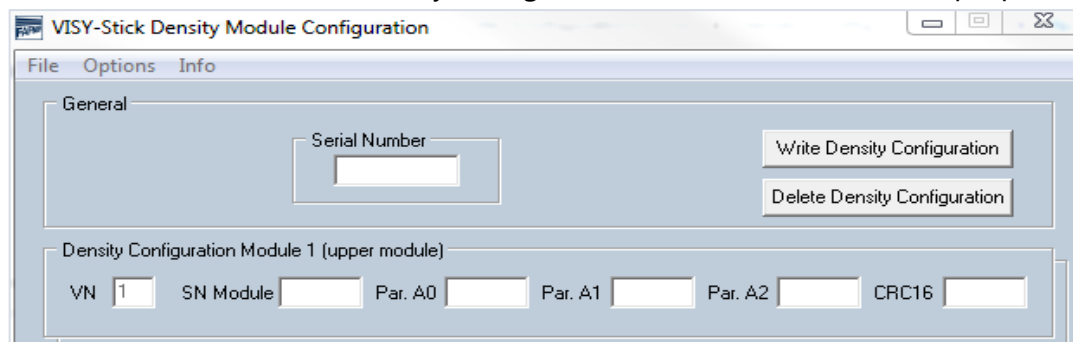 VISY-Stick Density Module Configuration
File Options Info
General
Serial Number
Write Density Configuration
Delete Density Configuration
Density Configuration Module 1 (upper module)
VN 1 SN Module Par. A0 Par. A1 Par. A2 CRC16